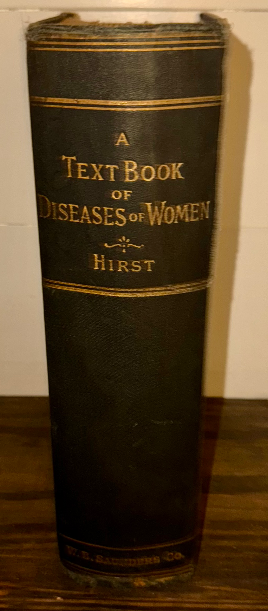 A
TEXT BOOK
OF
DISEASES OF WOMEN
HIRST
W. B. SAUNDERS CO.